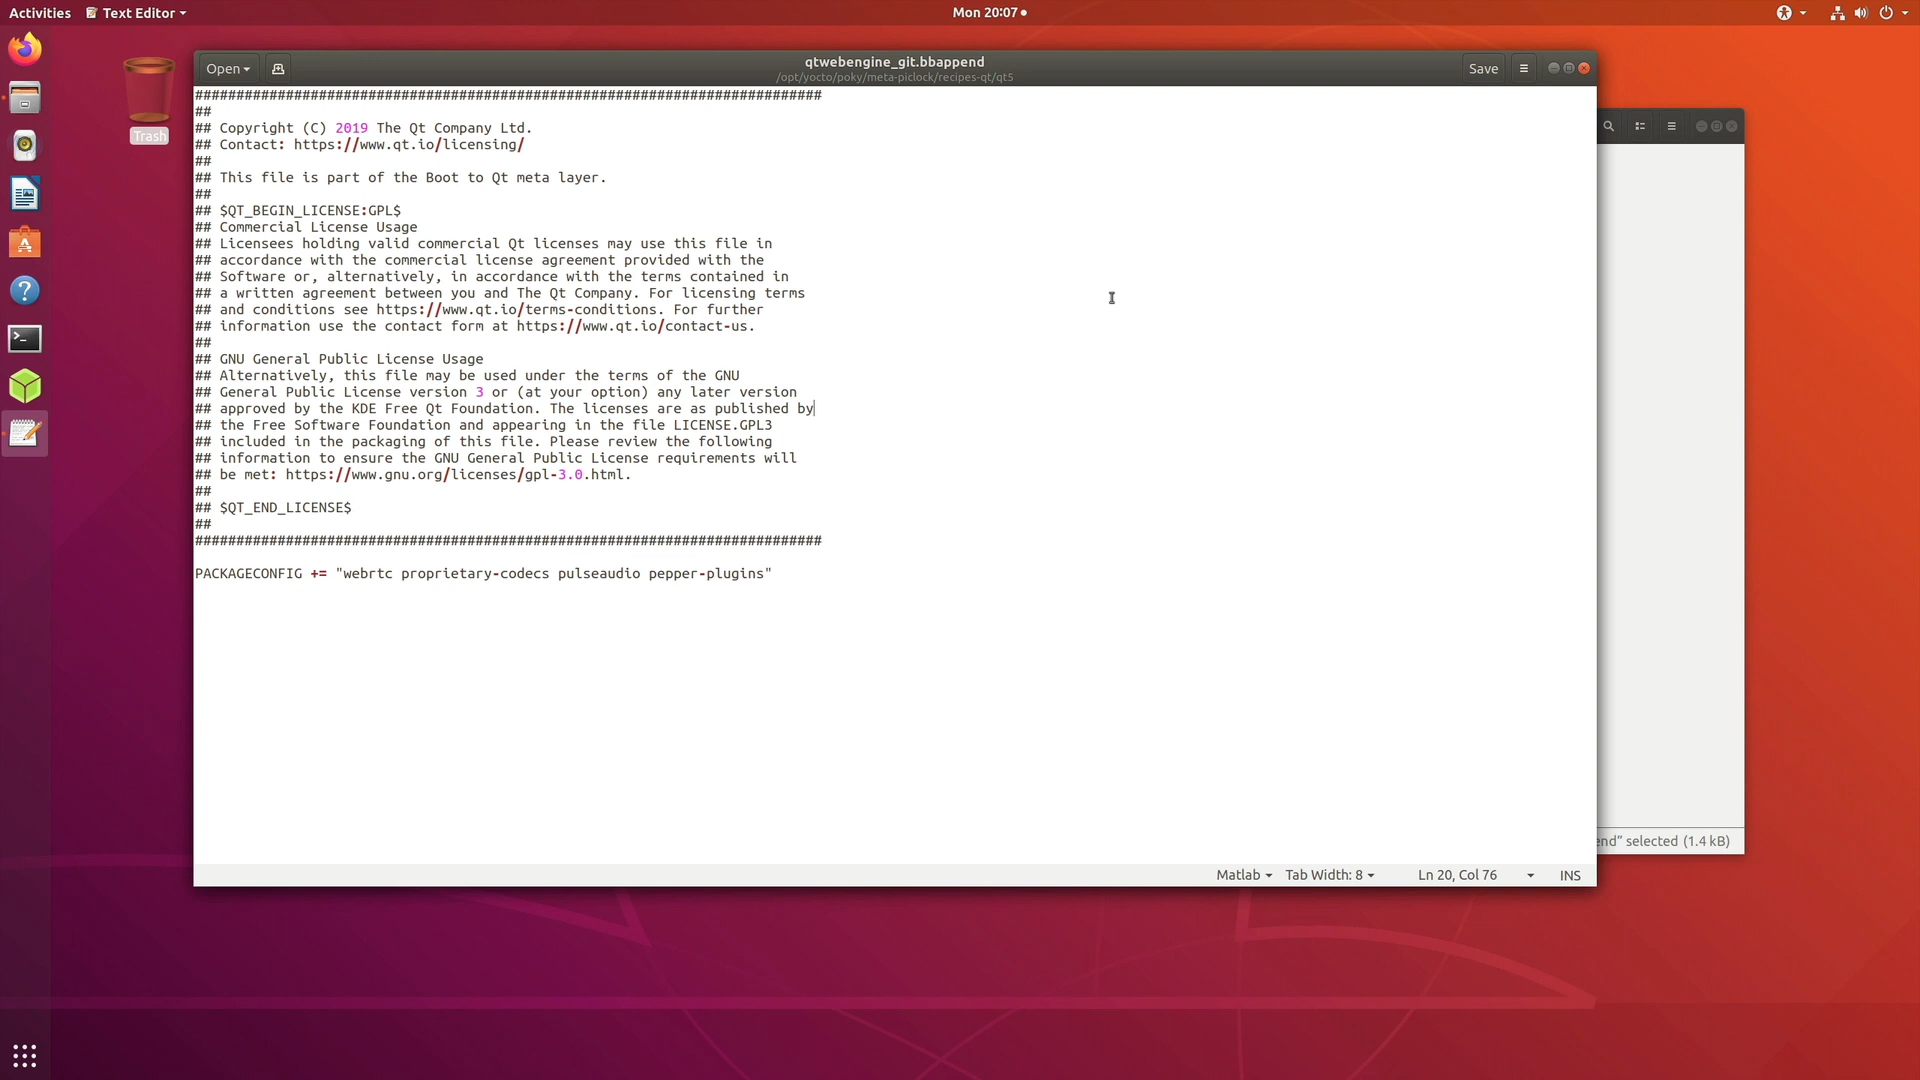 Activities Text Editor Mon 20:07
Trash
Open
qtwebengine_git.bbappend
/opt/yocto/poky/meta-piclock/recipes-qt/qt5
Save
############################################################################
##
## Copyright (C) 2019 The Qt Company Ltd.
## Contact: https://www.qt.io/licensing/
##
## This file is part of the Boot to Qt meta layer.
##
## $QT_BEGIN_LICENSE:GPL$
## Commercial License Usage
## Licensees holding valid commercial Qt licenses may use this file in
## accordance with the commercial license agreement provided with the
## Software or, alternatively, in accordance with the terms contained in
## a written agreement between you and The Qt Company. For licensing terms
## and conditions see https://www.qt.io/terms-conditions. For further
## information use the contact form at https://www.qt.io/contact-us.
##
## GNU General Public License Usage
## Alternatively, this file may be used under the terms of the GNU
## General Public License version 3 or (at your option) any later version
## approved by the KDE Free Qt Foundation. The licenses are as published by
## the Free Software Foundation and appearing in the file LICENSE.GPL3
## included in the packaging of this file. Please review the following
## information to ensure the GNU General Public License requirements will
## be met: https://www.gnu.org/licenses/gpl-3.0.html.
##
## $QT_END_LICENSE$
##
############################################################################
PACKAGECONFIG += "webrtc proprietary-codecs pulseaudio pepper-plugins"
end" selected (1.4 kB)
Matlab Tab Width: 8 Ln 20, Col 76 INS